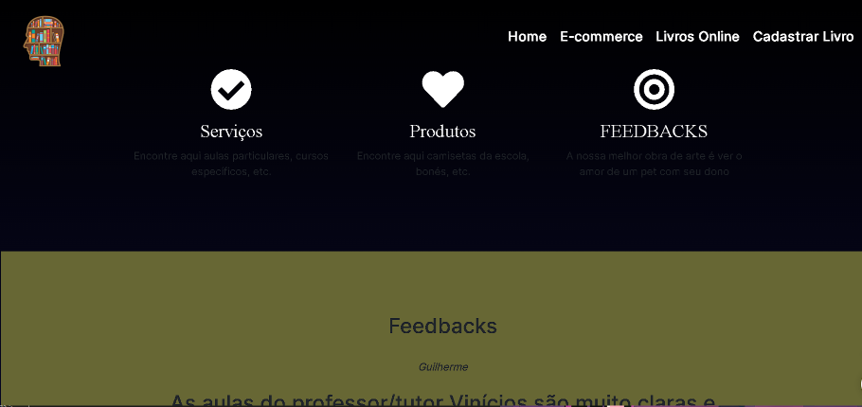 Home E-commerce Livros Online Cadastrar Livro
Serviços Produtos FEEDBACKS
Encontre aqui aulas particulares, cursos
específicos, etc.
Encontre aqui camisetas de escola,
bonés, etc.
A nossa melhor obra de arte é ver o
amor de um pet com seu dono
Feedbacks
Guilherme
As aulas do professor/tutor Vinícios são muito claras e